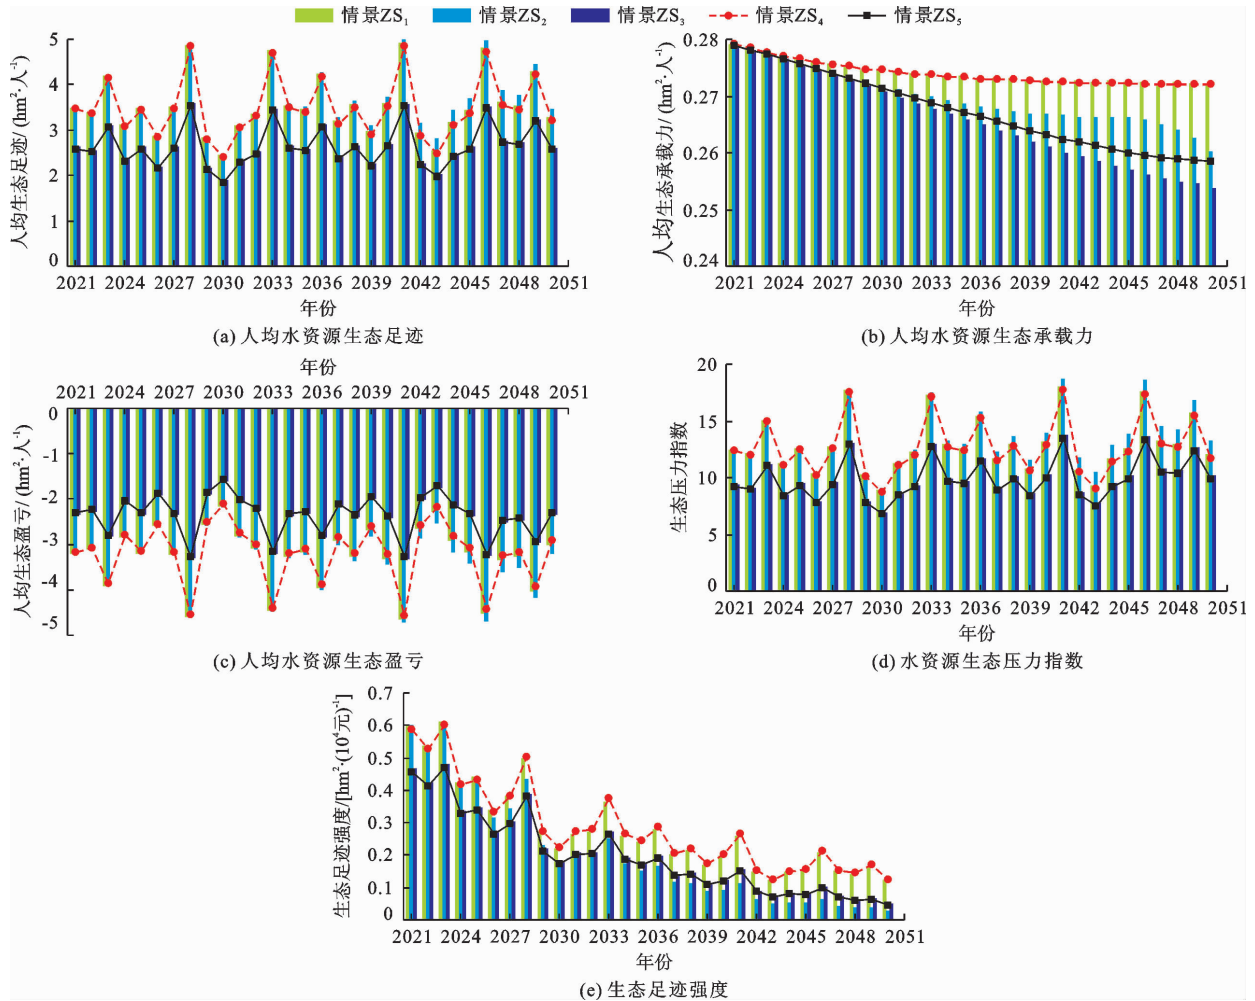 情景ZS₁ 情景ZS₂ 情景ZS₃ 情景ZS₄ 情景ZS₅
人均生态足迹/(hm²·人⁻¹)
5
4
3
2
1
0
2021 2024 2027 2030 2033 2036 2039 2042 2045 2048 2051
年份
(a) 人均水资源生态足迹
人均生态承载力/(hm²·人⁻¹)
0.28
0.27
0.26
0.25
0.24
2021 2024 2027 2030 2033 2036 2039 2042 2045 2048 2051
年份
(b) 人均水资源生态承载力
年份
2021 2024 2027 2030 2033 2036 2039 2042 2045 2048 2051
人均生态盈亏/(hm²·人⁻¹)
0
-1
-2
-3
-4
-5
(c) 人均水资源生态盈亏
生态压力指数
20
15
10
5
0
2021 2024 2027 2030 2033 2036 2039 2042 2045 2048 2051
年份
(d) 水资源生态压力指数
生态足迹强度/[hm²·(10⁴元)⁻¹]
0.7
0.6
0.5
0.4
0.3
0.2
0.1
0
2021 2024 2027 2030 2033 2036 2039 2042 2045 2048 2051
年份
(e) 生态足迹强度